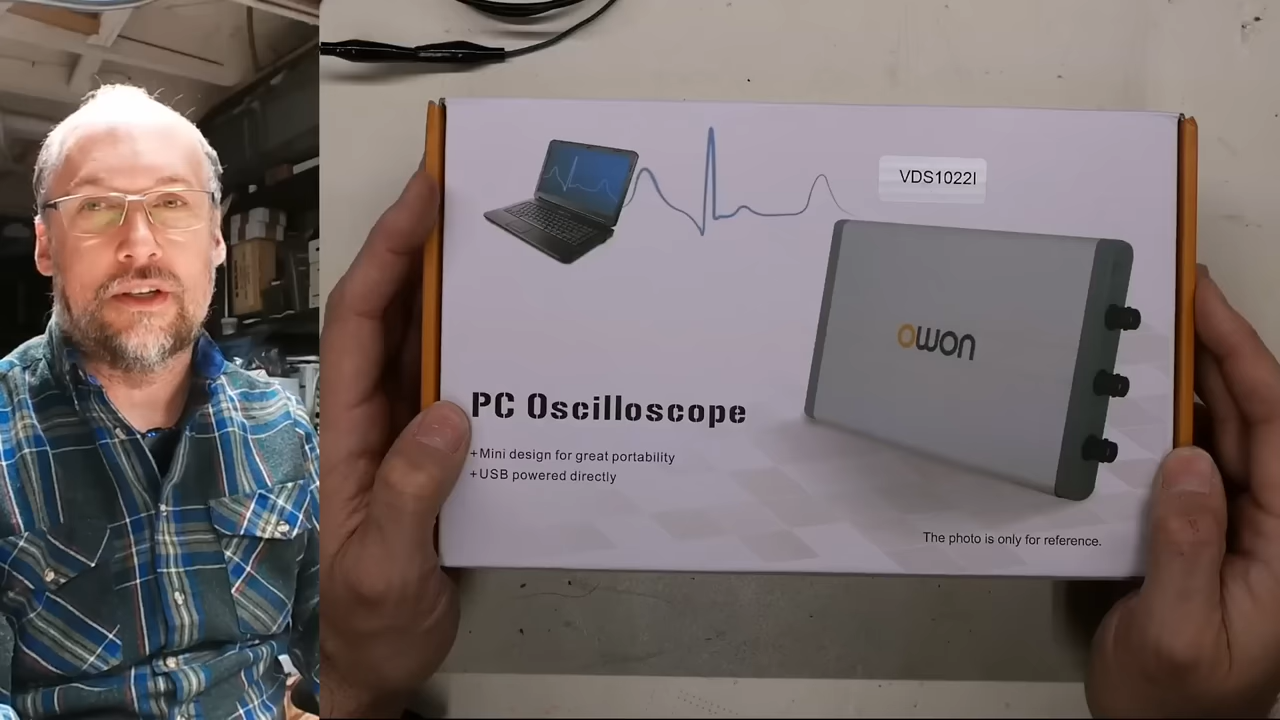 VDS1022I
owon
PC Oscilloscope
+Mini design for great portability
+USB powered directly
The photo is only for reference.